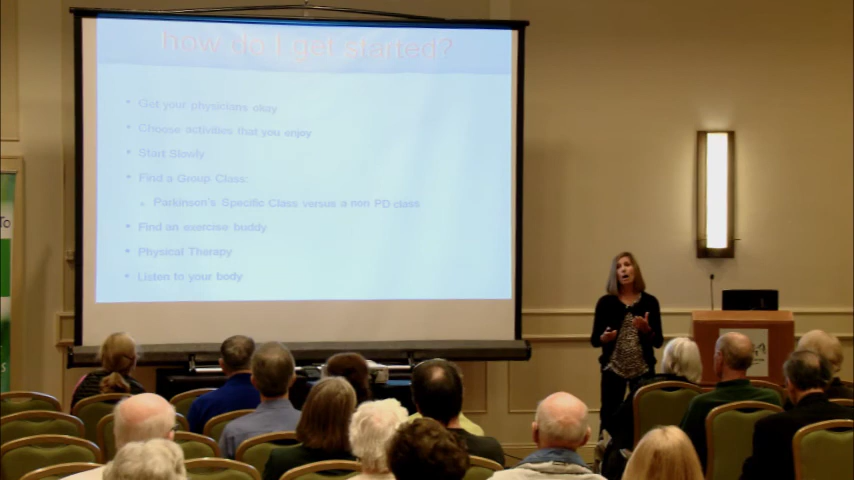 how do I get started?
Get your physicians okay
Choose activities that you enjoy
Start Slowly
Find a Group Class:
Parkinson's Specific Class versus a non PD class
Find an exercise buddy
Physical Therapy
Listen to your body
To